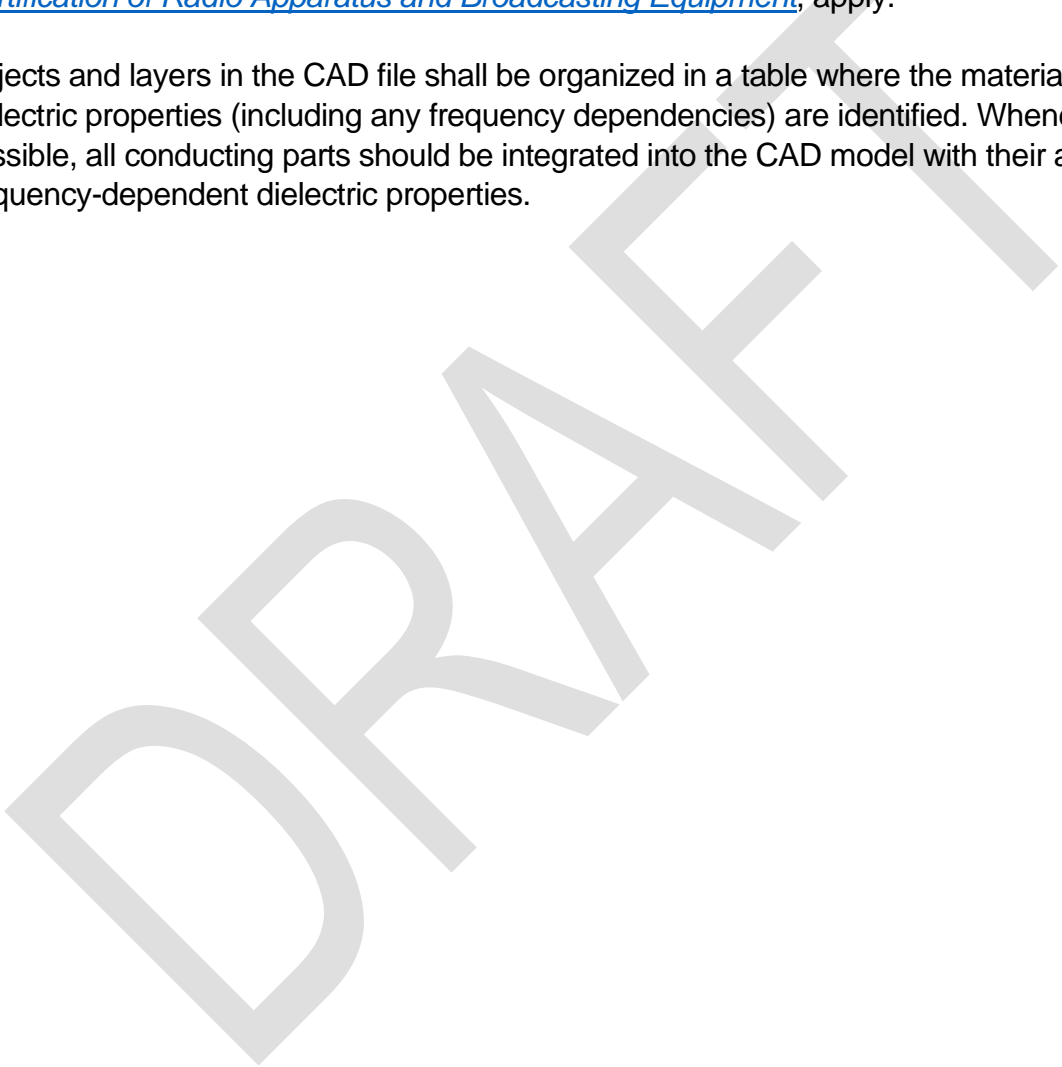 rtification of Radio Apparatus and Broadcasting Equipment, apply.
jects and layers in the CAD file shall be organized in a table where the materia
lectric properties (including any frequency dependencies) are identified. Whene
ssible, all conducting parts should be integrated into the CAD model with their a
quency-dependent dielectric properties.
DRAFT